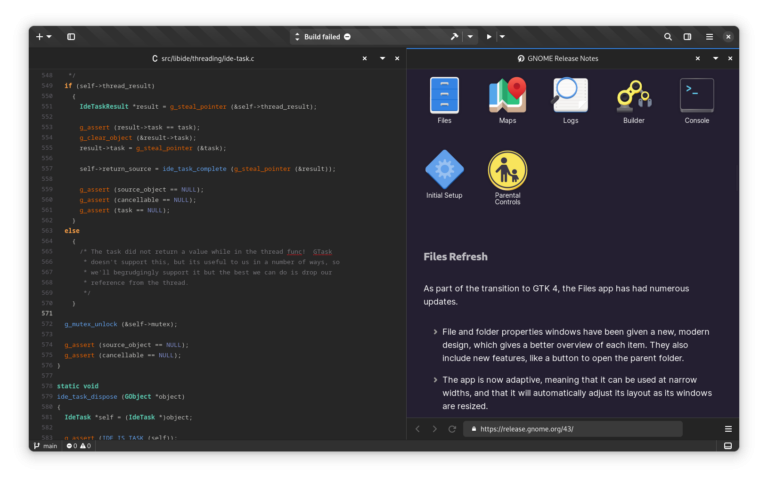 Build failed
src/libide/threading/ide-task.c
548 */
549 if (self->thread_result)
550 {
551 IdeTaskResult *result = g_steal_pointer (&self->thread_result);
552
553 g_assert (result->task == task);
554 g_clear_object (&result->task);
555 result->task = g_steal_pointer (&task);
556
557 self->return_source = ide_task_complete (g_steal_pointer (&result));
558
559 g_assert (source_object == NULL);
560 g_assert (cancellable == NULL);
561 g_assert (task == NULL);
562 }
563 else
564 {
565 /* The task did not return a value while in the thread func! GTask
566 * doesn't support this, but its useful to us in a number of ways, so
567 * we'll begrudgingly support it but the best we can do is drop our
568 * reference from the thread.
569 */
570 }
571
572 g_mutex_unlock (&self->mutex);
573
574 g_assert (source_object == NULL);
575 g_assert (cancellable == NULL);
576 }
577
578 static void
579 ide_task_dispose (GObject *object)
580 {
581 IdeTask *self = (IdeTask *)object;
582
583 g_assert (IDE_IS_TASK (self));
main 0 0
GNOME Release Notes
Files Maps Logs Builder Console
>_
Initial Setup Parental
Controls
Files Refresh
As part of the transition to GTK 4, the Files app has had numerous
updates.
File and folder properties windows have been given a new, modern
design, which gives a better overview of each item. They also
include new features, like a button to open the parent folder.
The app is now adaptive, meaning that it can be used at narrow
widths, and that it will automatically adjust its layout as its windows
are resized.
https://release.gnome.org/43/